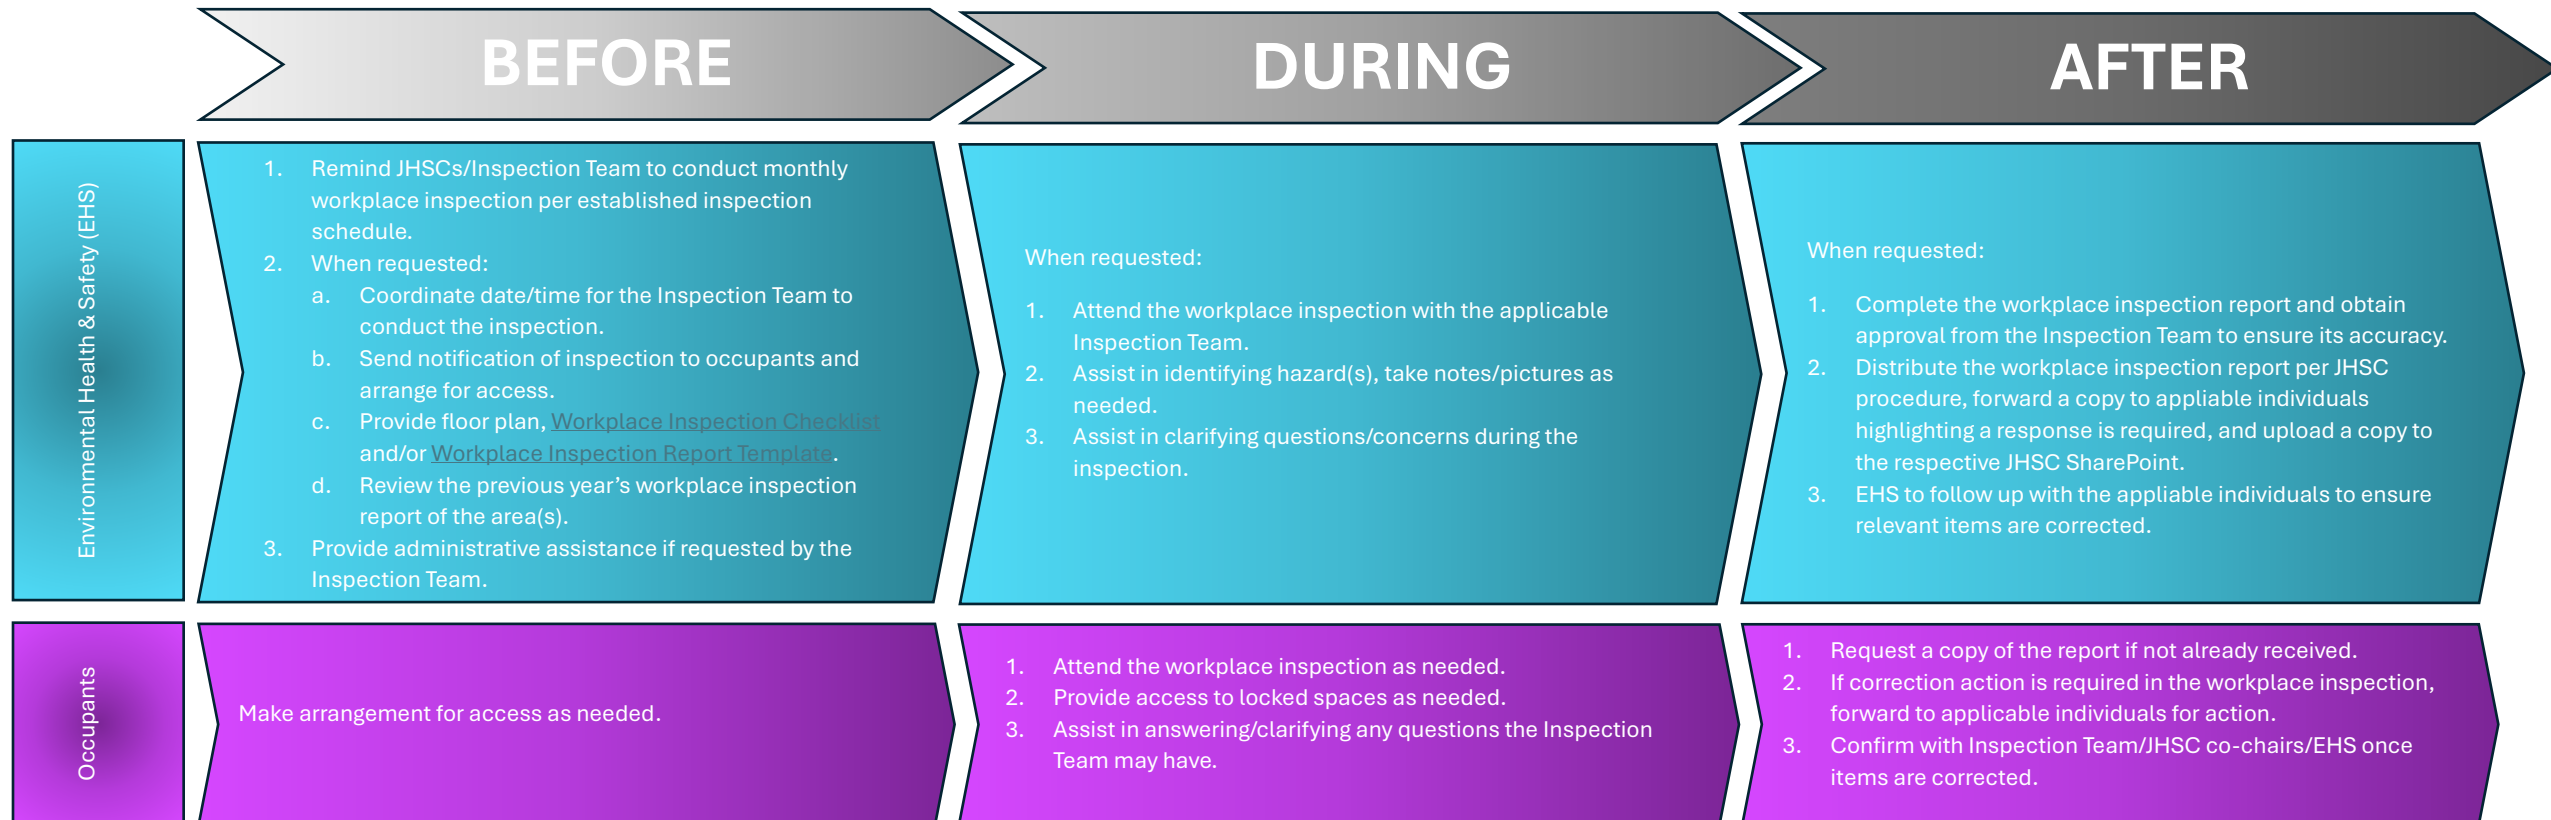 BEFORE
DURING
AFTER
Environmental Health & Safety (EHS)
1. Remind JHSCs/Inspection Team to conduct monthly
workplace inspection per established inspection
schedule.
2. When requested:
a. Coordinate date/time for the Inspection Team to
conduct the inspection.
b. Send notification of inspection to occupants and
arrange for access.
c. Provide floor plan, Workplace Inspection Checklist
and/or Workplace Inspection Report Template.
d. Review the previous year’s workplace inspection
report of the area(s).
3. Provide administrative assistance if requested by the
Inspection Team.
When requested:
1. Attend the workplace inspection with the applicable
Inspection Team.
2. Assist in identifying hazard(s), take notes/pictures as
needed.
3. Assist in clarifying questions/concerns during the
inspection.
When requested:
1. Complete the workplace inspection report and obtain
approval from the Inspection Team to ensure its accuracy.
2. Distribute the workplace inspection report per JHSC
procedure, forward a copy to appliable individuals
highlighting a response is required, and upload a copy to
the respective JHSC SharePoint.
3. EHS to follow up with the appliable individuals to ensure
relevant items are corrected.
Occupants
Make arrangement for access as needed.
1. Attend the workplace inspection as needed.
2. Provide access to locked spaces as needed.
3. Assist in answering/clarifying any questions the Inspection
Team may have.
1. Request a copy of the report if not already received.
2. If correction action is required in the workplace inspection,
forward to applicable individuals for action.
3. Confirm with Inspection Team/JHSC co-chairs/EHS once
items are corrected.